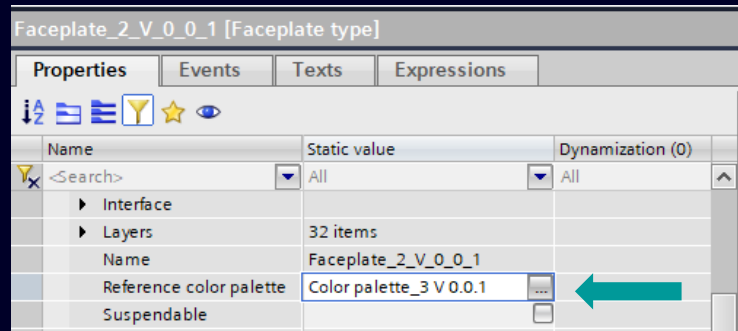 Faceplate_2_V_0_0_1 [Faceplate type]
Properties Events Texts Expressions
Name Static value Dynamization (0)
<Search> All All
Interface
Layers 32 items
Name Faceplate_2_V_0_0_1
Reference color palette Color palette_3 V 0.0.1 ...
Suspendable